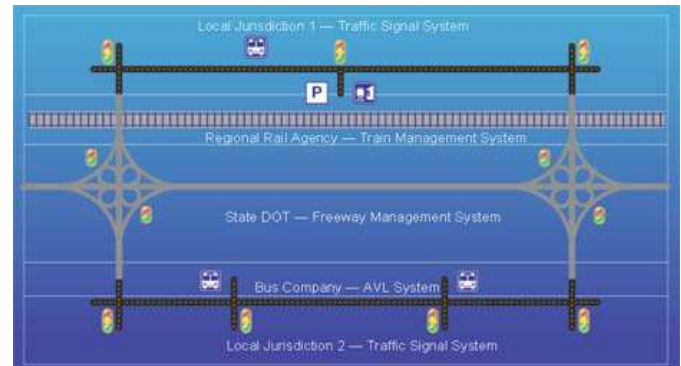 Local Jurisdiction 1 — Traffic Signal System
P
Regional Rail Agency — Train Management System
State DOT — Freeway Management System
Bus Company — AVL System
Local Jurisdiction 2 — Traffic Signal System